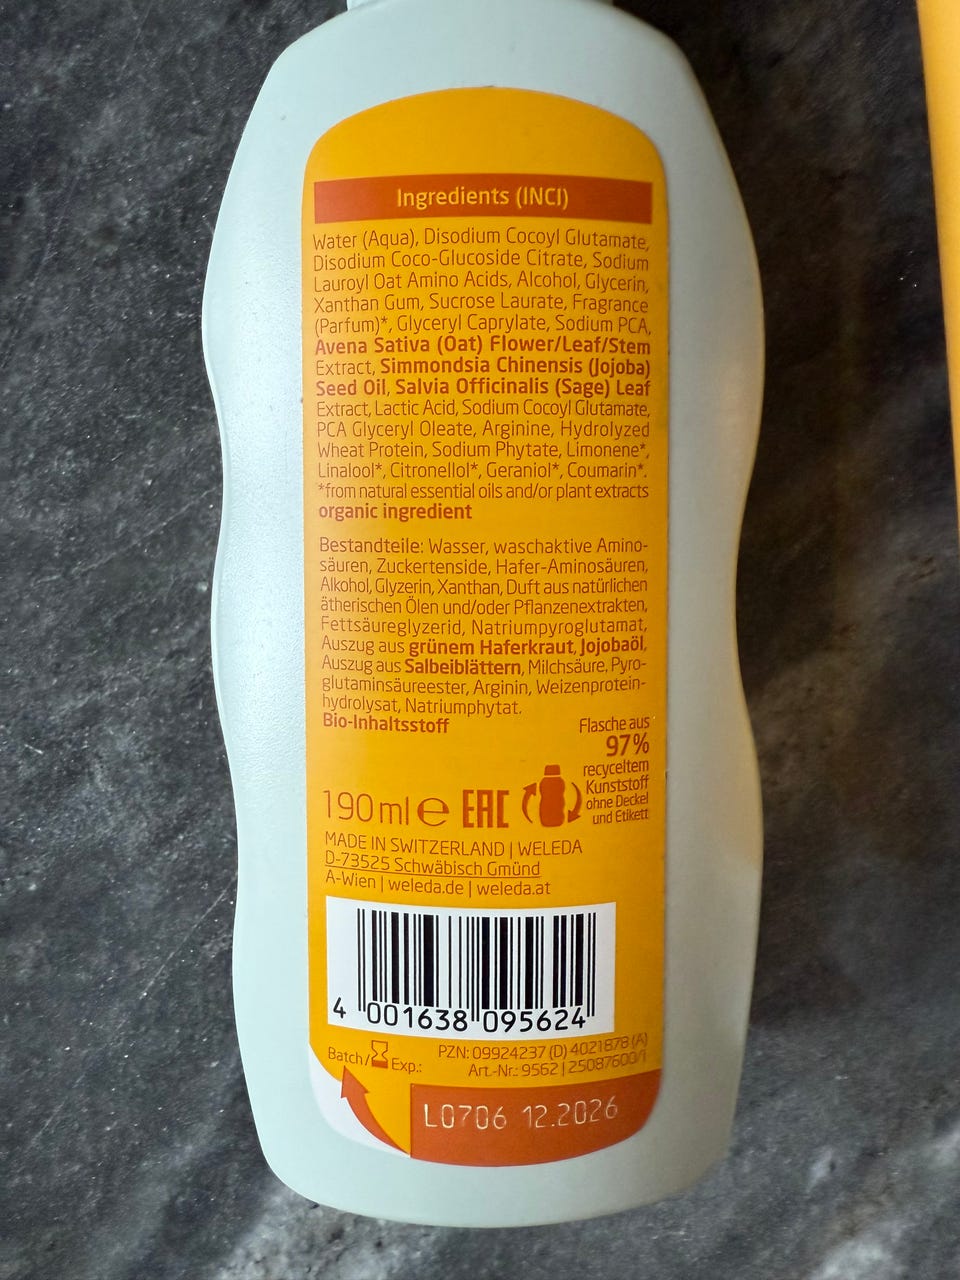 Ingredients (INCI)
Water (Aqua), Disodium Cocoyl Glutamate,
Disodium Coco-Glucoside Citrate, Sodium
Lauroyl Oat Amino Acids, Alcohol, Glycerin,
Xanthan Gum, Sucrose Laurate, Fragrance
(Parfum)*, Glyceryl Caprylate, Sodium PCA,
Avena Sativa (Oat) Flower/Leaf/Stem
Extract, Simmondsia Chinensis (Jojoba)
Seed Oil, Salvia Officinalis (Sage) Leaf
Extract, Lactic Acid, Sodium Cocoyl Glutamate,
PCA Glyceryl Oleate, Arginine, Hydrolyzed
Wheat Protein, Sodium Phytate, Limonene*,
Linalool*, Citronellol*, Geraniol*, Coumarin*.
*from natural essential oils and/or plant extracts
organic ingredient
Bestandteile: Wasser, waschaktive Amino-
säuren, Zuckertenside, Hafer-Aminosäuren,
Alkohol, Glyzerin, Xanthan, Duft aus natürlichen
ätherischen Ölen und/oder Pflanzenextrakten,
Fettsäureglyzerid, Natriumpyroglutamat,
Auszug aus grünem Haferkraut, Jojobaöl,
Auszug aus Salbeiblättern, Milchsäure, Pyro-
glutaminsäureester, Arginin, Weizenprotein-
hydrolysat, Natriumphytat.
Bio-Inhaltsstoff
Flasche aus
97%
recyceltem
Kunststoff
ohne Deckel
und Etikett
190 ml e EAC
MADE IN SWITZERLAND | WELEDA
D-73525 Schwäbisch Gmünd
A-Wien | weleda.de | weleda.at
4 001638 095624
PZN: 09924237 (D) 4021878 (A)
Art.-Nr.: 9562 | 25087600/1
Batch/ Exp.:
L0706 12.2026